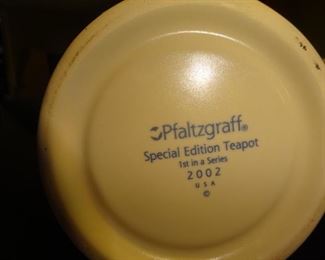 Pfaltzgraff®
Special Edition Teapot
1st in a Series
2002
USA
©